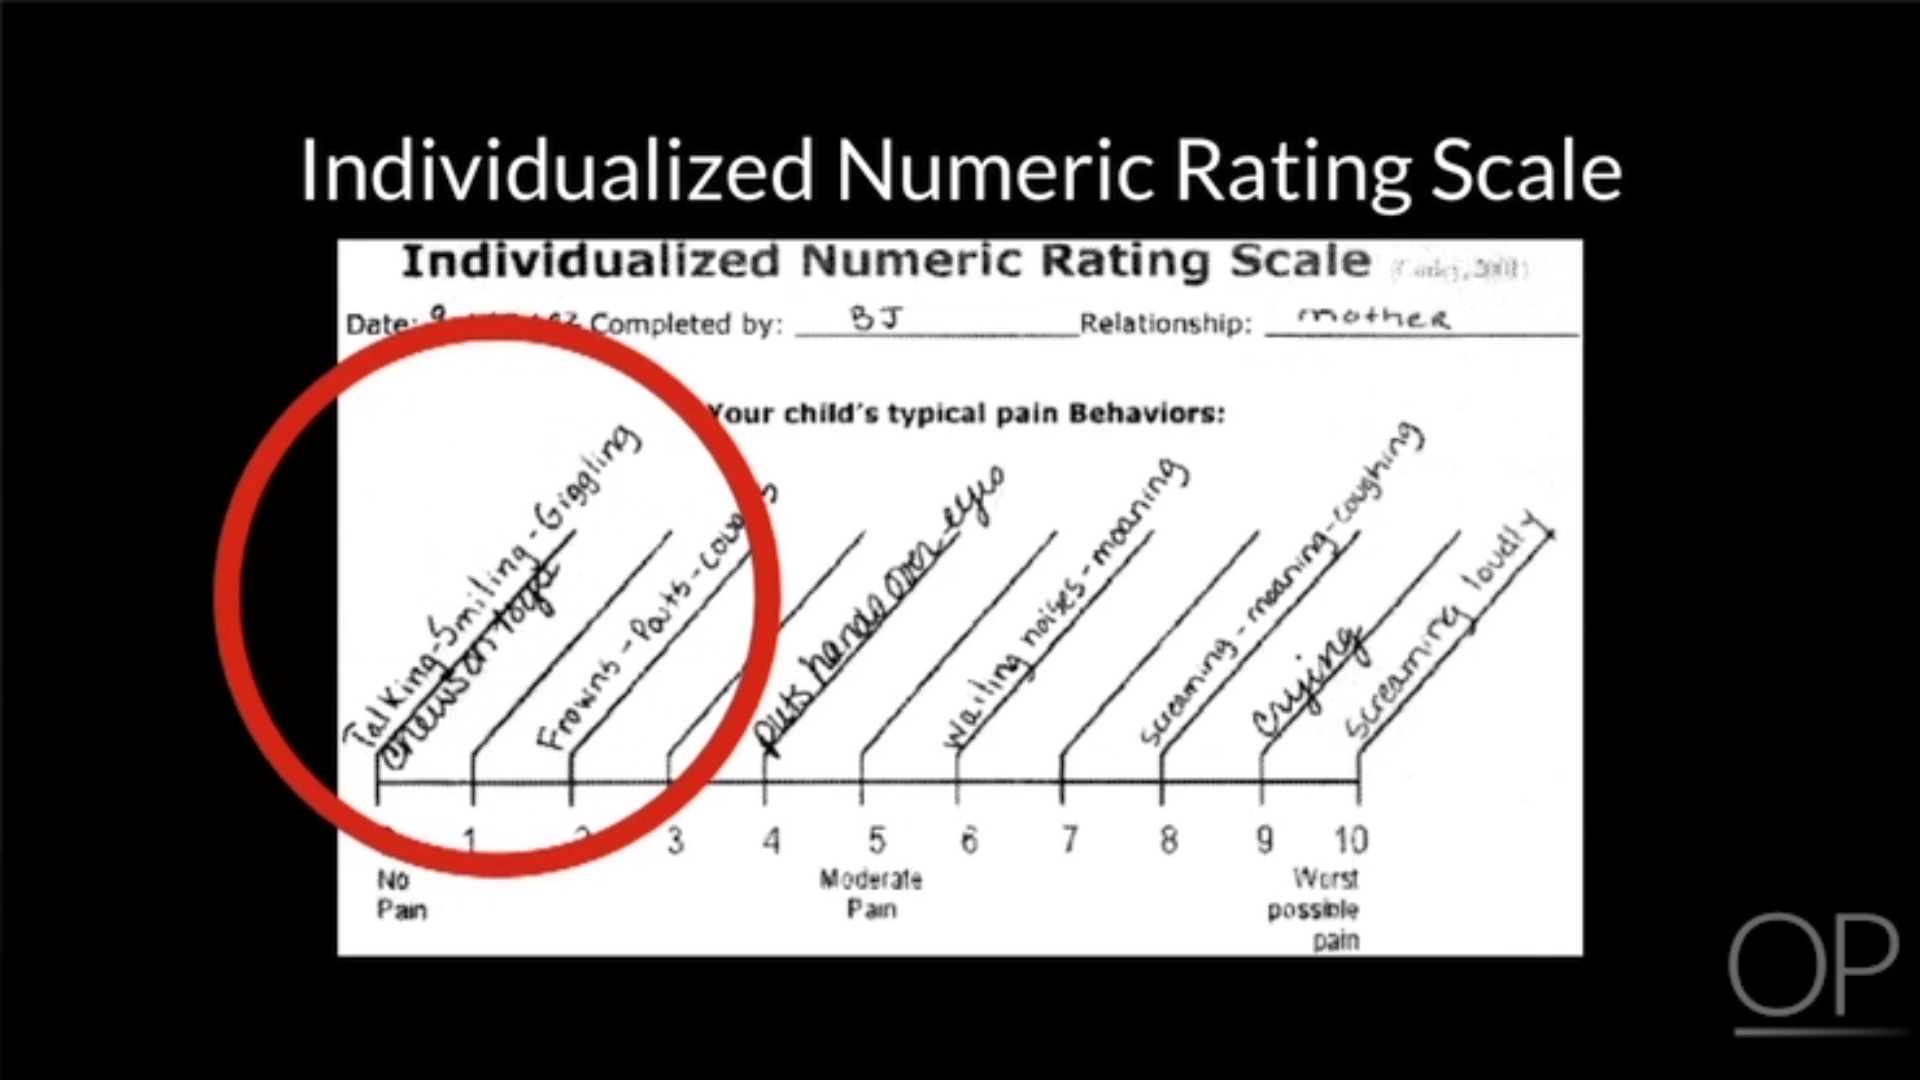 Individualized Numeric Rating Scale
Individualized Numeric Rating Scale
Date: Completed by: BJ Relationship: mother
Your child's typical pain Behaviors:
Talking-Smiling-Giggling
chews on toys
Frowns-Pouts-
puts hands over eyes
wailing noises-moaning
screaming-moaning-coughing
crying
screaming loudly
1 3 4 5 6 7 8 9 10
No Pain
Moderate Pain
Worst possible pain
OP